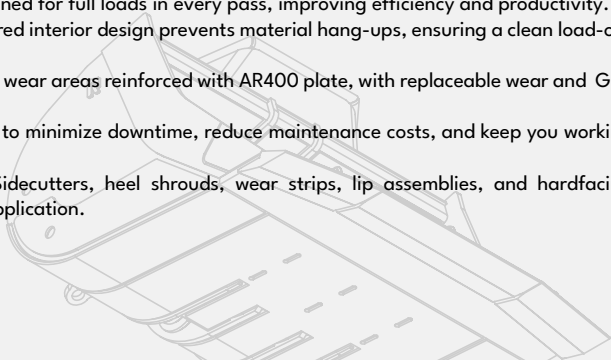 ned for full loads in every pass, improving efficiency and productivity.
red interior design prevents material hang-ups, ensuring a clean load-o
wear areas reinforced with AR400 plate, with replaceable wear and G
to minimize downtime, reduce maintenance costs, and keep you worki
Sidecutters, heel shrouds, wear strips, lip assemblies, and hardfaci
pplication.